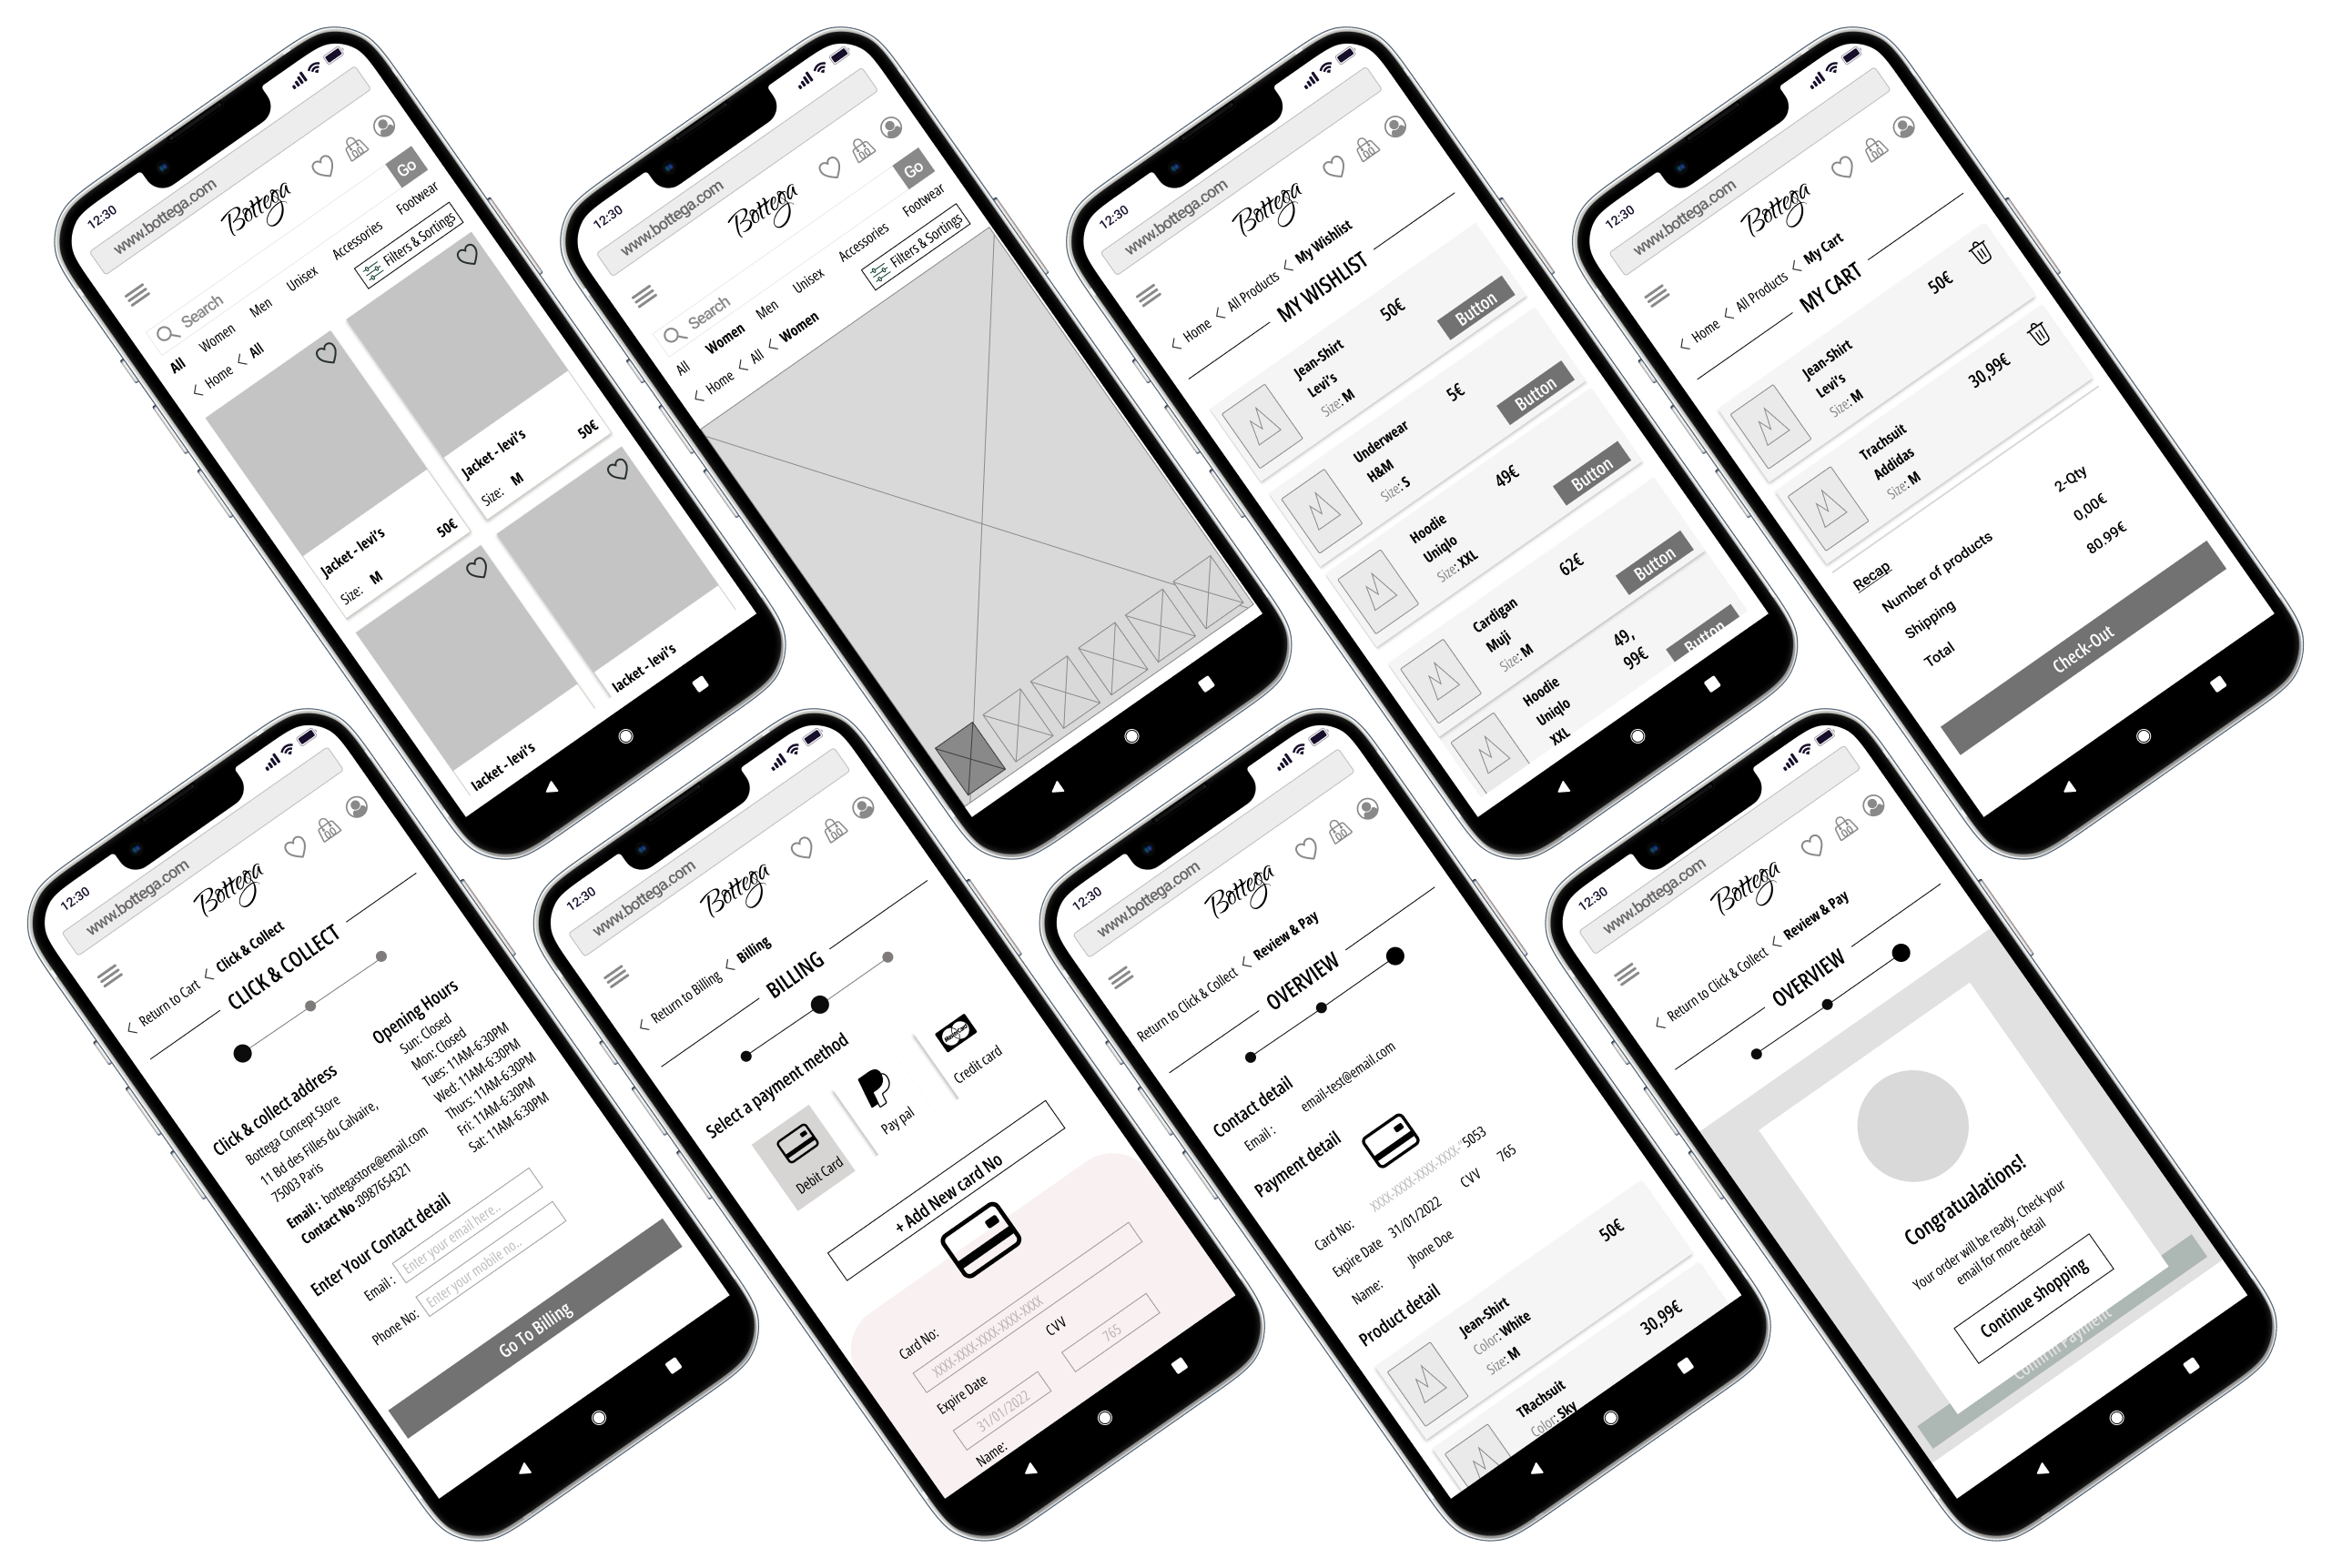 12:30
www.bottega.com
Bottega
Search
Go
All Women Men Unisex Accessories Footwear
Home All
Filters & Sortings
Jacket - levi's 50€
Size: M
Jacket - levi's 50€
Size: M
Jacket - levi's
Jacket - levi's
12:30
www.bottega.com
Bottega
Search
Go
All Women Men Unisex Accessories Footwear
Home All Women
Filters & Sortings
12:30
www.bottega.com
Bottega
Home All Products My Wishlist
MY WISHLIST
Jean-Shirt 50€
Levi's
Size: M
Button
Underwear 5€
H&M
Size: S
Button
Hoodie 49€
Uniqlo
Size: XXL
Button
Cardigan 62€
Muji
Size: M
Button
Hoodie 49,
Uniqlo 99€
XXL
Button
12:30
www.bottega.com
Bottega
Home All Products My Cart
MY CART
Jean-Shirt 50€
Levi's
Size: M
Trachsuit 30,99€
Addidas
Size: M
Recap
Number of products 2-Qty
Shipping 0,00€
Total 80.99€
Check-Out
12:30
www.bottega.com
Bottega
Return to Cart Click & Collect
CLICK & COLLECT
Click & collect address
Bottega Concept Store
11 Bd des Filles du Calvaire,
75003 Paris
Email : bottegastore@email.com
Contact No :0987654321
Opening Hours
Sun: Closed
Mon: Closed
Tues: 11AM-6:30PM
Wed: 11AM-6:30PM
Thurs: 11AM-6:30PM
Fri: 11AM-6:30PM
Sat: 11AM-6:30PM
Enter Your Contact detail
Email : Enter your email here..
Phone No: Enter your mobile no..
Go To Billing
12:30
www.bottega.com
Bottega
Return to Billing Billing
BILLING
Select a payment method
Debit Card
Pay pal
Credit card
+ Add New card No
Card No:
XXXX-XXXX-XXXX-XXXX-XXXX
Expire Date CVV
31/01/2022 765
Name:
12:30
www.bottega.com
Bottega
Return to Click & Collect Review & Pay
OVERVIEW
Contact detail
Email : email-test@email.com
Payment detail
Card No: XXXX-XXXX-XXXX-XXXX-5053
Expire Date 31/01/2022 CVV 765
Name: Jhone Doe
Product detail
Jean-Shirt 50€
Color: White
Size: M
TRachsuit 30,99€
Color: Sky
12:30
www.bottega.com
Bottega
Return to Click & Collect Review & Pay
OVERVIEW
Congratualations!
Your order will be ready. Check your
email for more detail
Continue shopping
Confirm Payment